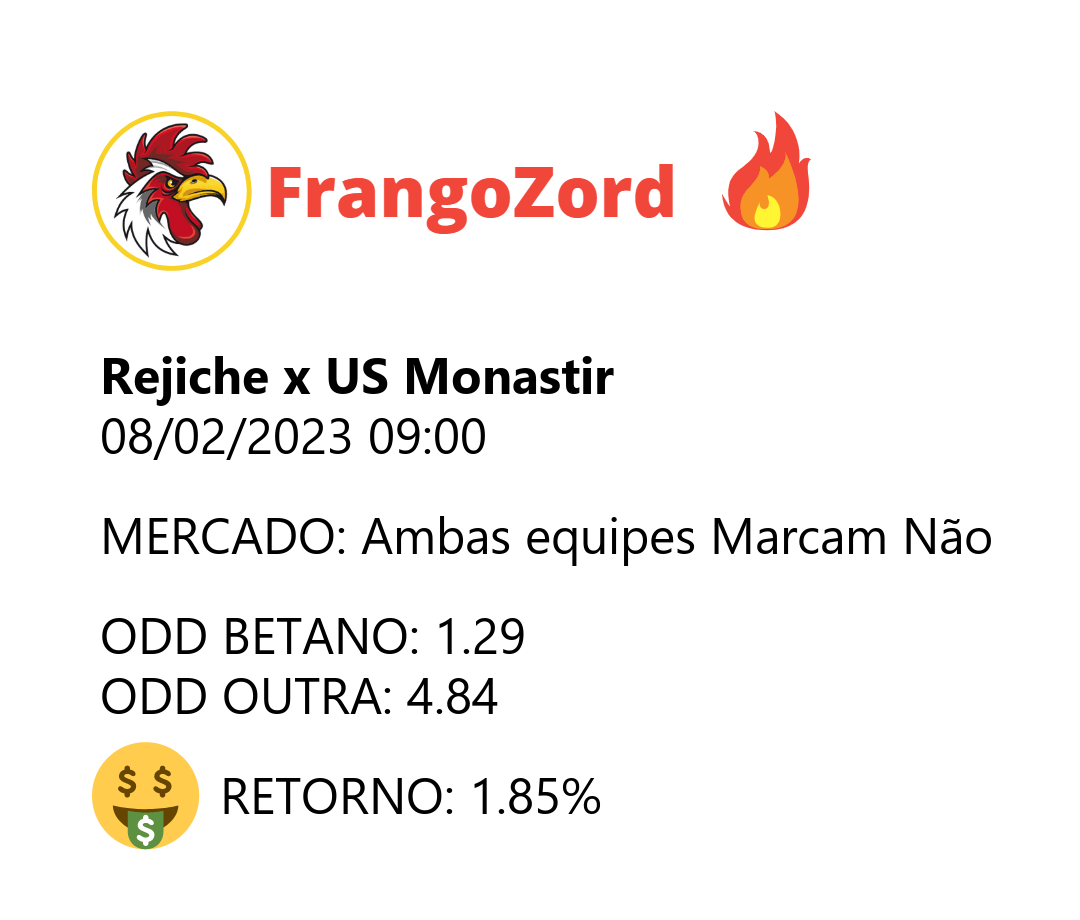 FrangoZord
Rejiche x US Monastir
08/02/2023 09:00
MERCADO: Ambas equipes Marcam Não
ODD BETANO: 1.29
ODD OUTRA: 4.84
RETORNO: 1.85%